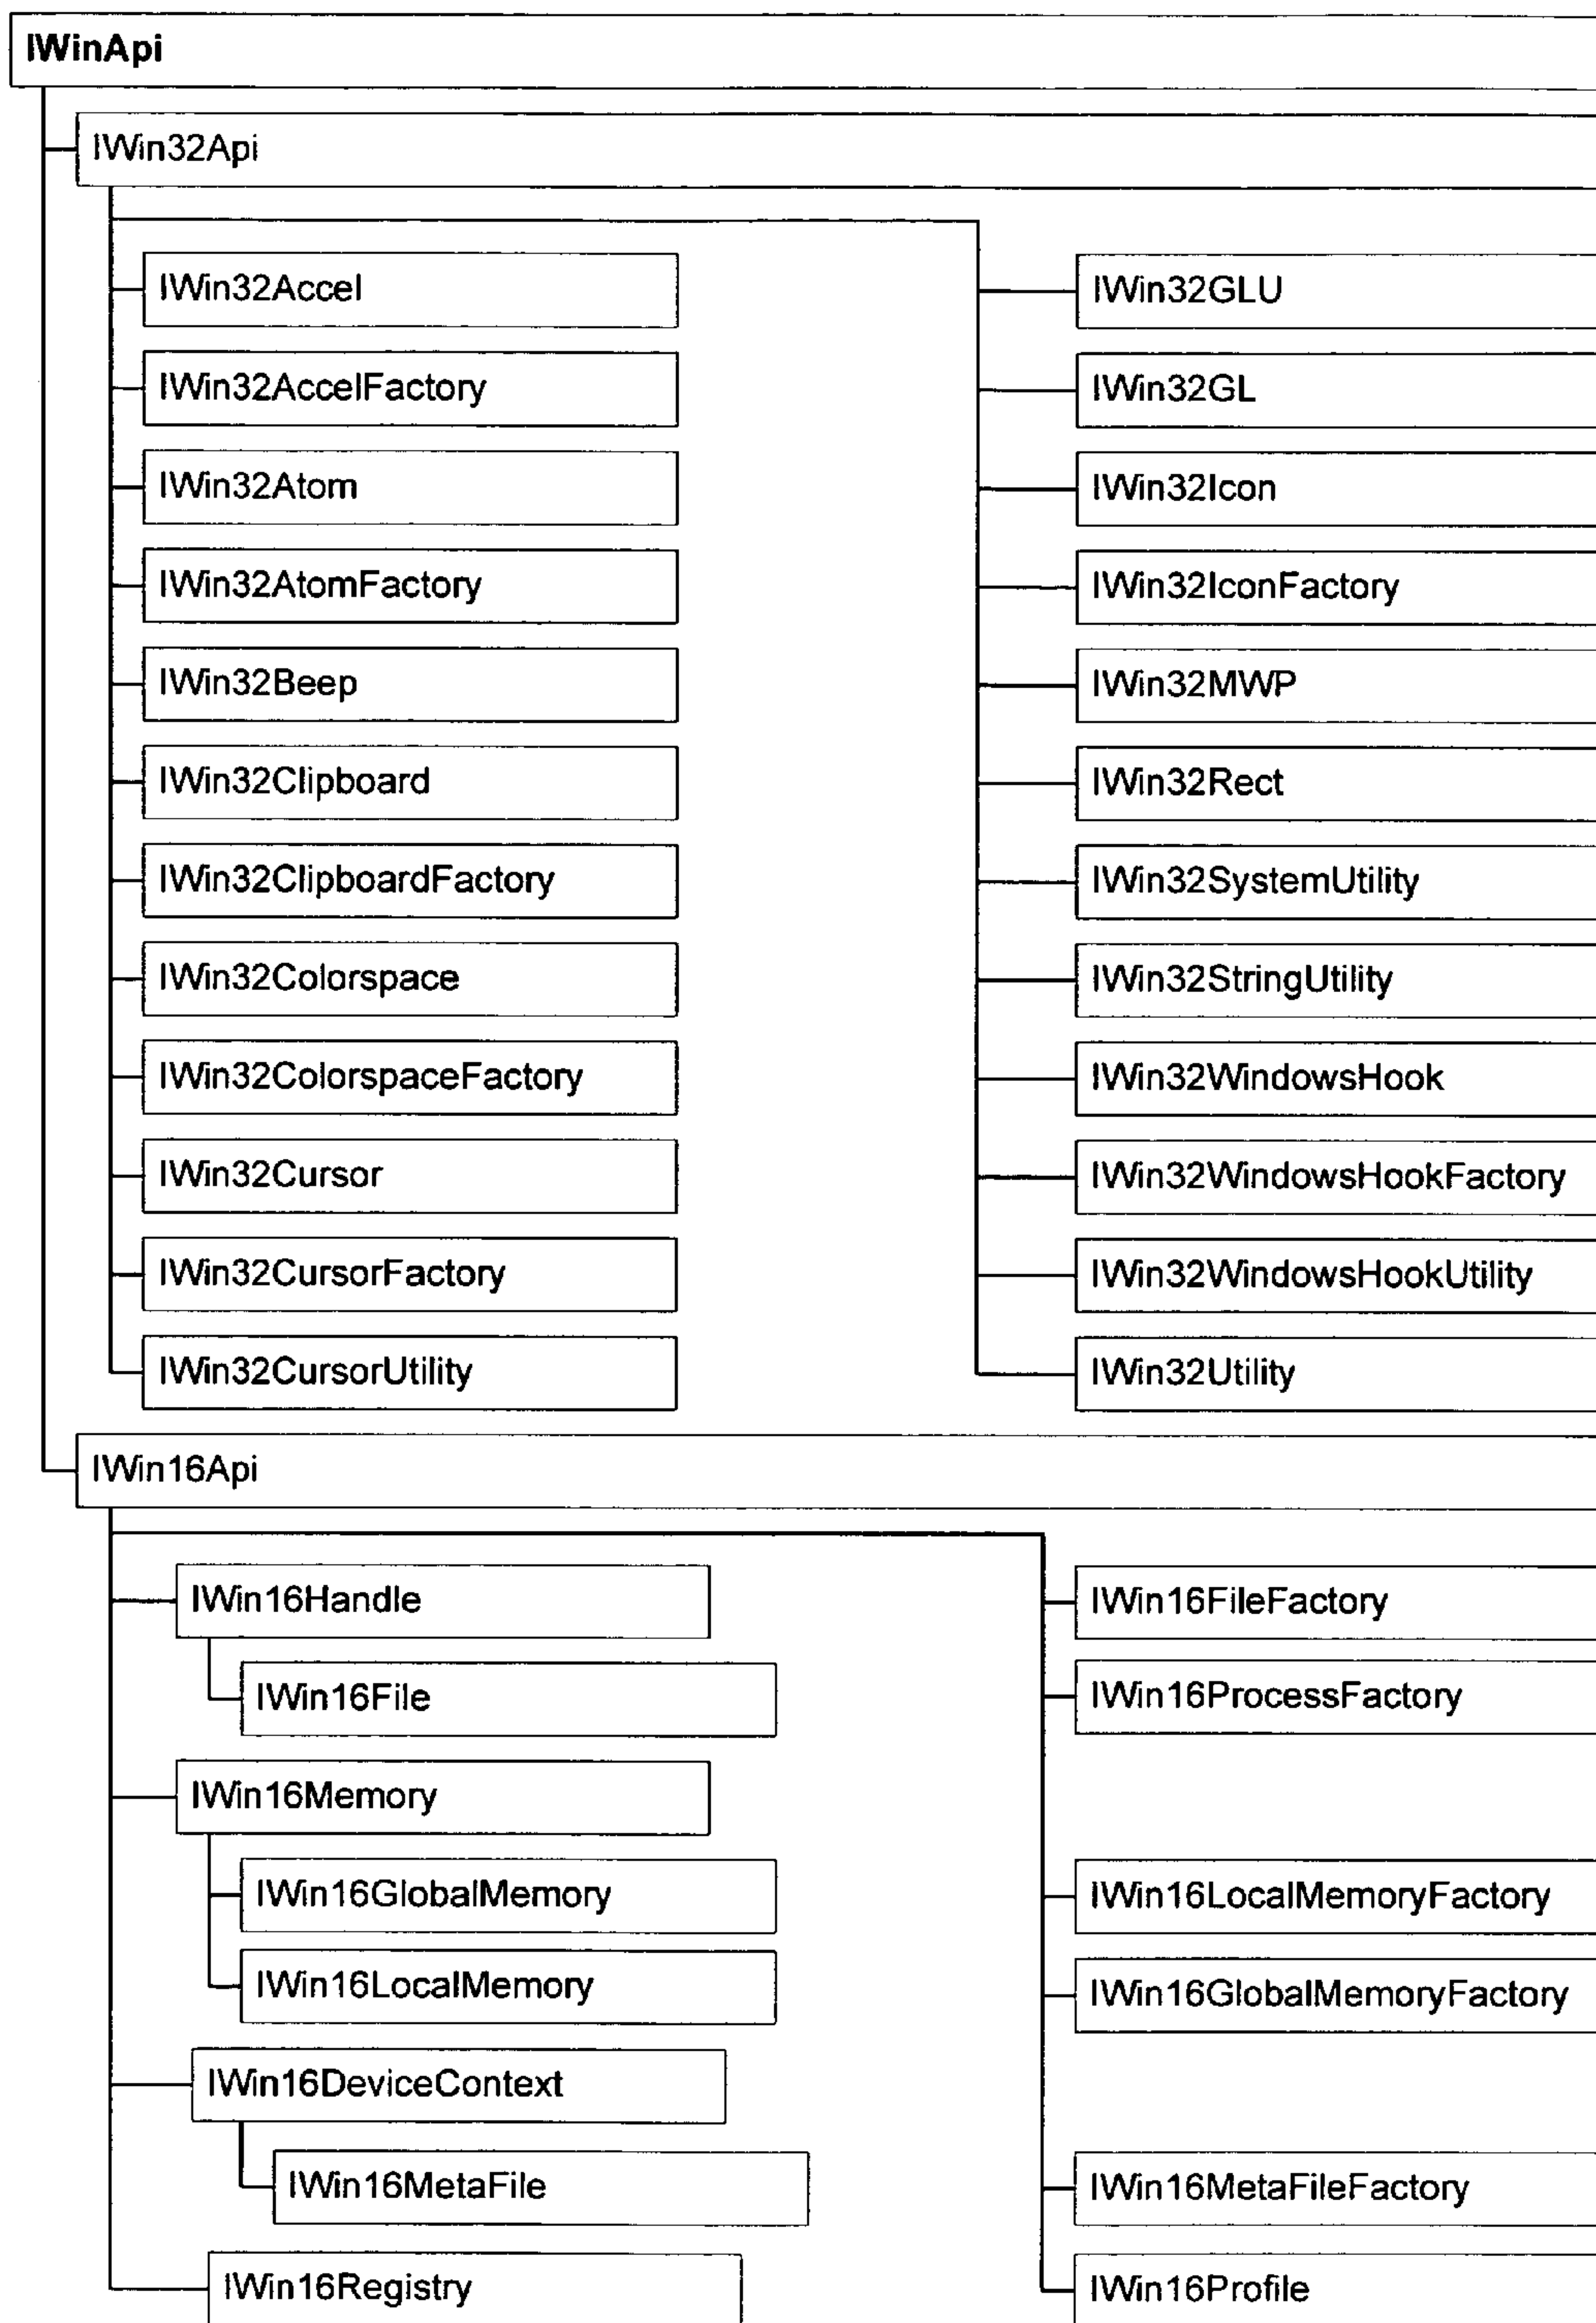 IWinApi
IWin32Api
IWin32Accel
IWin32AccelFactory
IWin32Atom
IWin32AtomFactory
IWin32Beep
IWin32Clipboard
IWin32ClipboardFactory
IWin32Colorspace
IWin32ColorspaceFactory
IWin32Cursor
IWin32CursorFactory
IWin32CursorUtility
IWin32GLU
IWin32GL
IWin32Icon
IWin32IconFactory
IWin32MWP
IWin32Rect
IWin32SystemUtility
IWin32StringUtility
IWin32WindowsHook
IWin32WindowsHookFactory
IWin32WindowsHookUtility
IWin32Utility
IWin16Api
IWin16Handle
IWin16File
IWin16Memory
IWin16GlobalMemory
IWin16LocalMemory
IWin16DeviceContext
IWin16MetaFile
IWin16Registry
IWin16FileFactory
IWin16ProcessFactory
IWin16LocalMemoryFactory
IWin16GlobalMemoryFactory
IWin16MetaFileFactory
IWin16Profile